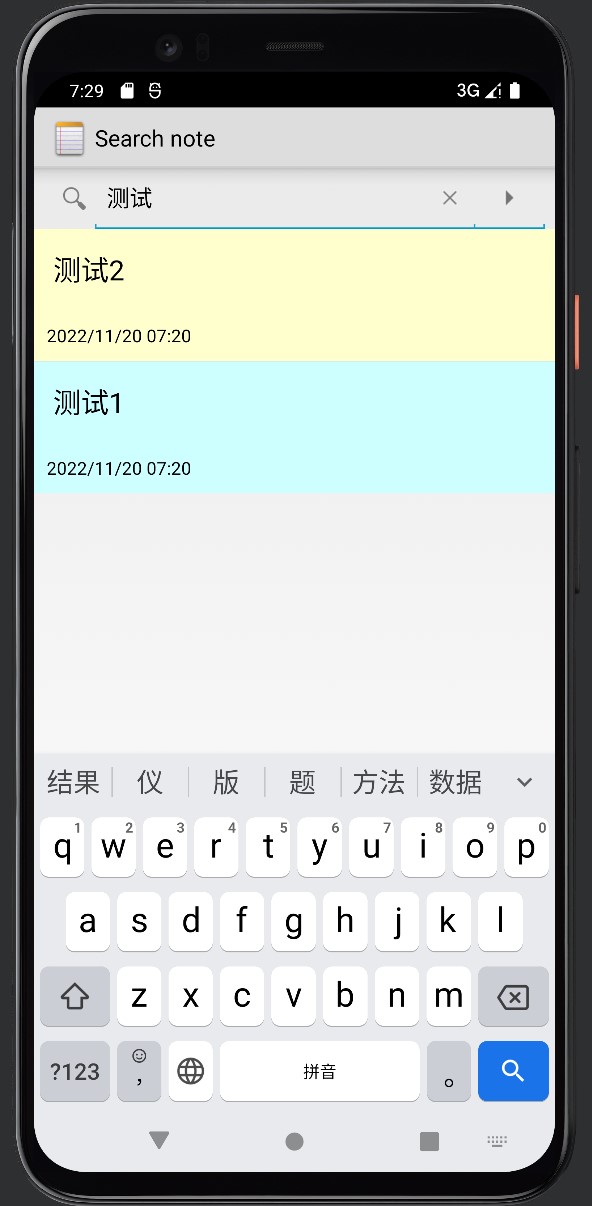 7:29 3G
Search note
测试
测试2
2022/11/20 07:20
测试1
2022/11/20 07:20
结果 仪 版 题 方法 数据
q1 w2 e3 r4 t5 y6 u7 i8 o9 p0
a s d f g h j k l
z x c v b n m
?123 , 拼音 。